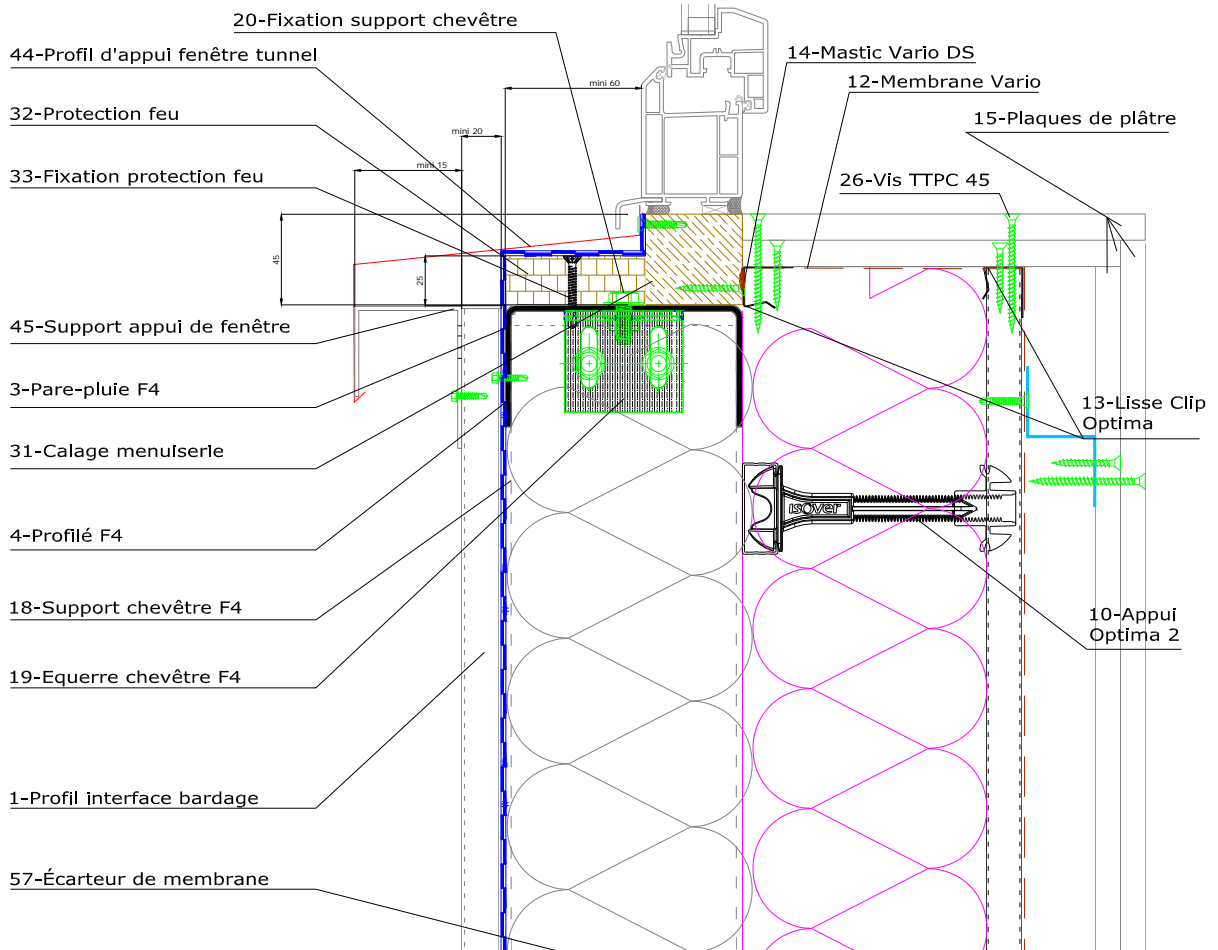 20-Fixation support chevêtre
44-Profil d'appui fenêtre tunnel
14-Mastic Vario DS
12-Membrane Vario
mini 60
32-Protection feu
15-Plaques de plâtre
mini 20
mini 15
33-Fixation protection feu
26-Vis TTPC 45
45
25
45-Support appui de fenêtre
3-Pare-pluie F4
13-Lisse Clip
Optima
31-Calage menuiserie
isover
4-Profilé F4
18-Support chevêtre F4
10-Appui
Optima 2
19-Equerre chevêtre F4
1-Profil interface bardage
57-Écarteur de membrane